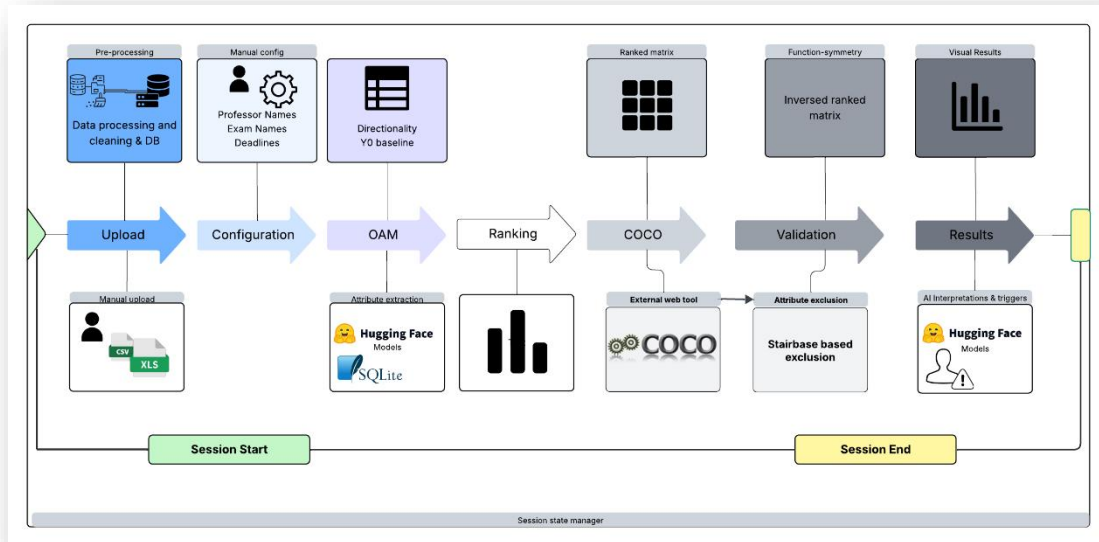 Pre-processing
Data processing and
cleaning & DB
Manual config
Professor Names
Exam Names
Deadlines
Directionality
Y0 baseline
Ranked matrix
Function-symmetry
Inversed ranked
matrix
Visual Results
Upload
Configuration
OAM
Ranking
COCO
Validation
Results
Manual upload
CSV
XLS
Attribute extraction
Hugging Face
Models
SQLite
External web tool
COCO
Attribute exclusion
Stairbase based
exclusion
AI Interpretations & triggers
Hugging Face
Models
Session Start
Session End
Session state manager